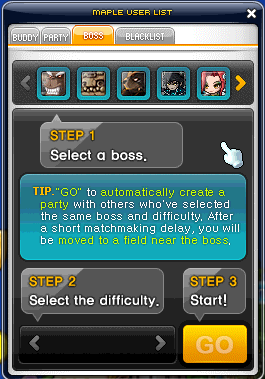 MAPLE USER LIST
BUDDY PARTY BOSS BLACKLIST
STEP 1
Select a boss.
TIP."GO" to automatically create a
party with others who've selected
the same boss and difficulty. After
a short matchmaking delay, you will
be moved to a field near the boss.
STEP 2
Select the difficulty.
STEP 3
Start!
GO